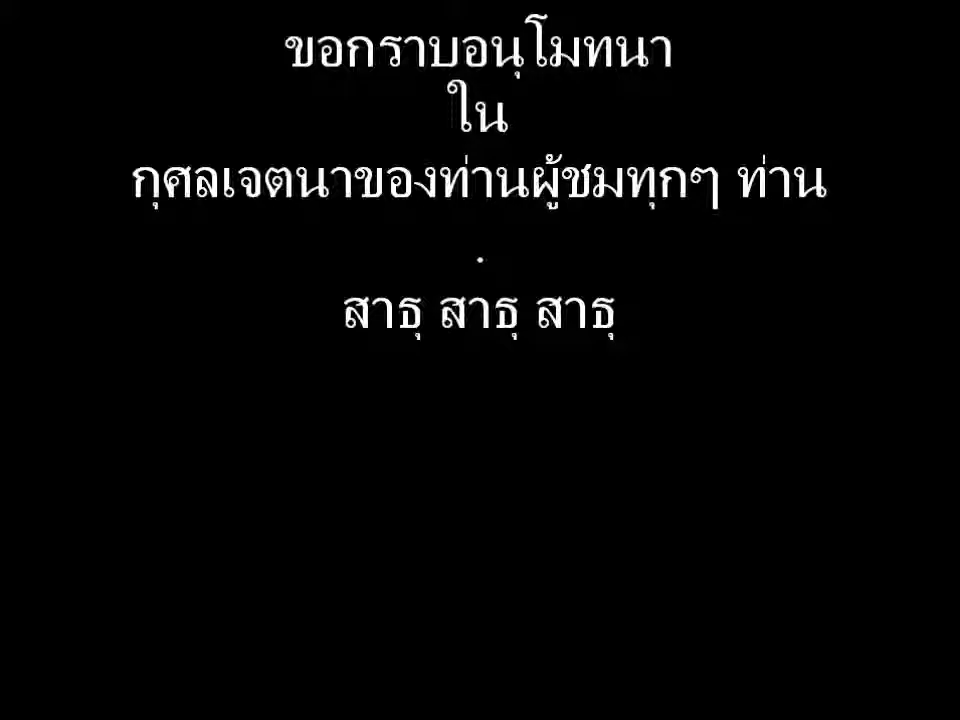 ขอกราบอนุโมทนา
ใน
กุศลเจตนาของท่านผู้ชมทุกๆ ท่าน
.
สาธุ สาธุ สาธุ